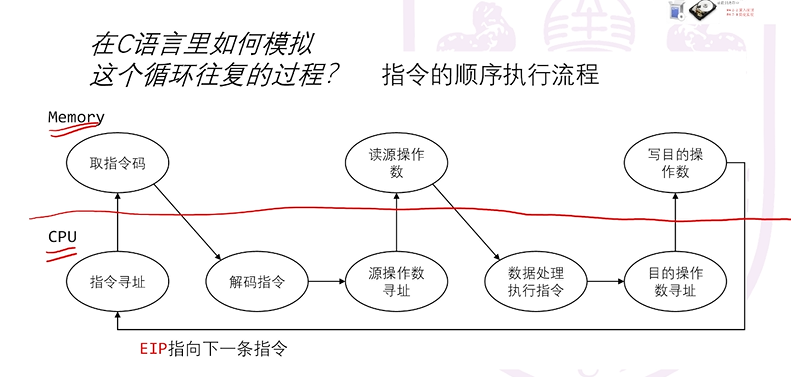 在C语言里如何模拟
这个循环往复的过程?
指令的顺序执行流程
Memory
取指令码
读源操作
数
写目的操
作数
CPU
指令寻址
解码指令
源操作数
寻址
数据处理
执行指令
目的操作
数寻址
EIP指向下一条指令